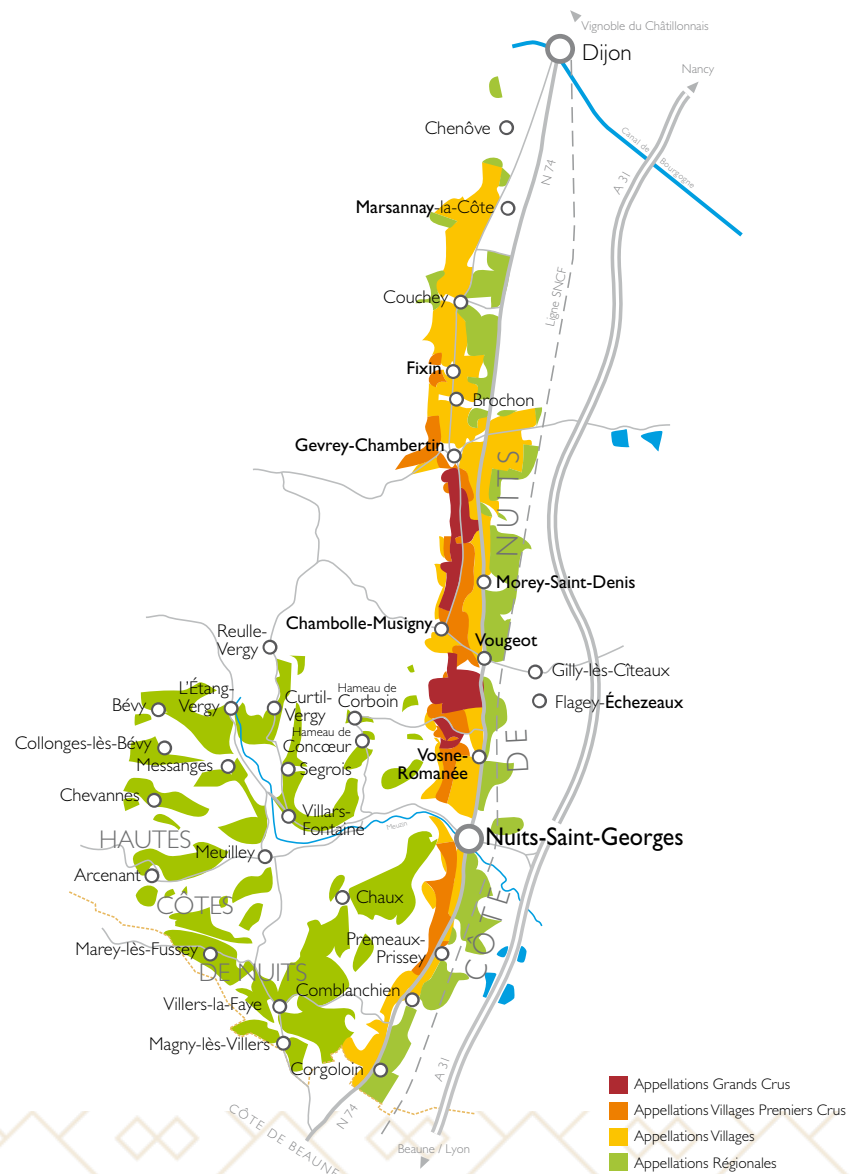 Vignoble du Châtillonnais
Dijon
Nancy
Chenôve
Canal de Bourgogne
N 74
A 31
Marsannay-la-Côte
Ligne SNCF
Couchey
Fixin
Brochon
Gevrey-Chambertin
CÔTE DE NUITS
Morey-Saint-Denis
Chambolle-Musigny
Reulle-
Vergy
Vougeot
Gilly-lès-Cîteaux
L'Étang-
Vergy
Curtil-
Vergy
Hameau de
Corboin
Bévy
Flagey-Échezeaux
Hameau de
Concœur
Collonges-lès-Bévy
Messanges
Segrois
Vosne-
Romanée
Chevannes
Villars-
Fontaine
Meuzin
Nuits-Saint-Georges
HAUTES
Meuilley
Arcenant
CÔTES
Chaux
Marey-lès-Fussey
Premeaux-
Prissey
DE NUITS
Comblanchien
Villers-la-Faye
Magny-lès-Villers
Corgoloin
A 31
N 74
CÔTE DE BEAUNE
Beaune / Lyon
Appellations Grands Crus
Appellations Villages Premiers Crus
Appellations Villages
Appellations Régionales